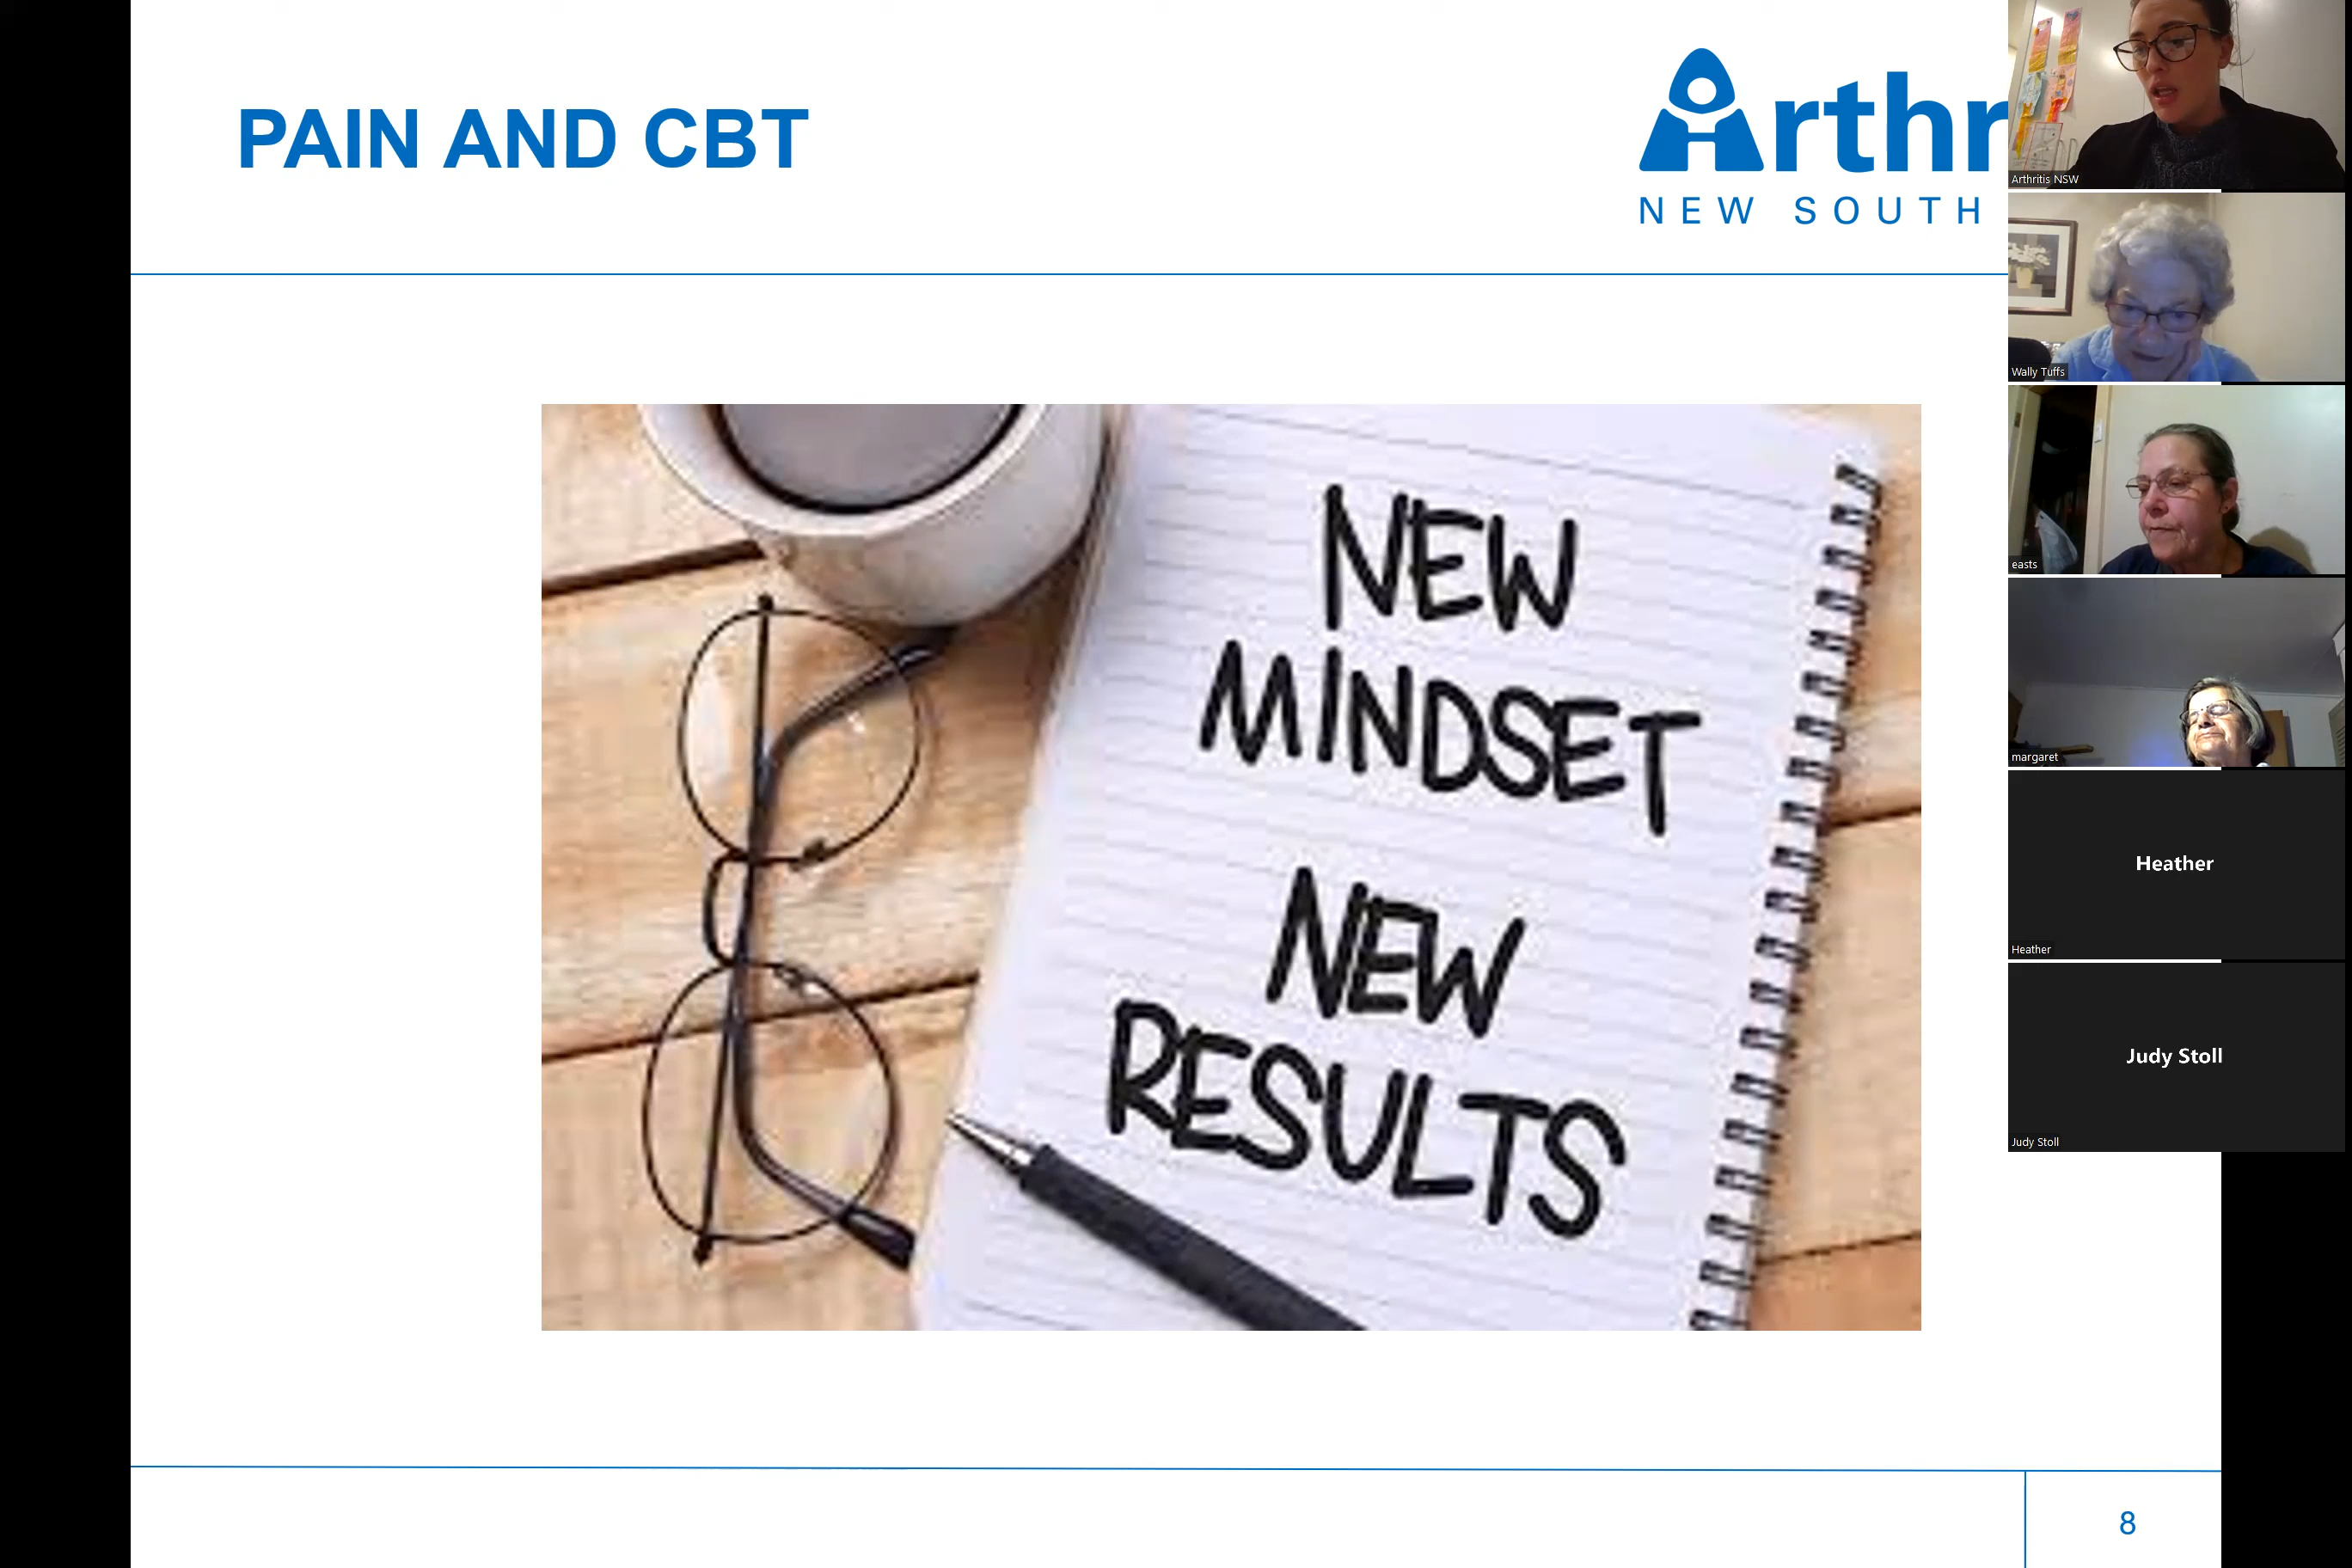 PAIN AND CBT
Arthr
NEW SOUTH
NEW
MINDSET
NEW
RESULTS
8
Arthritis NSW
Wally Tuffs
easts
margaret
Heather
Heather
Judy Stoll
Judy Stoll